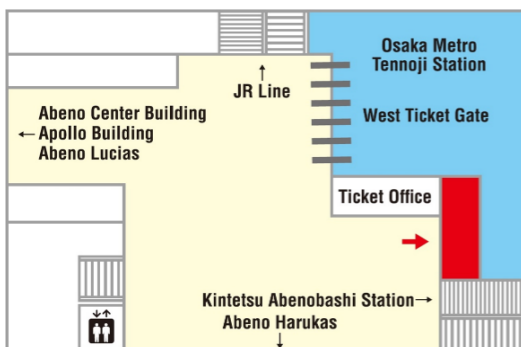 Osaka Metro
Tennoji Station
JR Line
Abeno Center Building
Apollo Building
Abeno Lucias
West Ticket Gate
Ticket Office
Kintetsu Abenobashi Station
Abeno Harukas